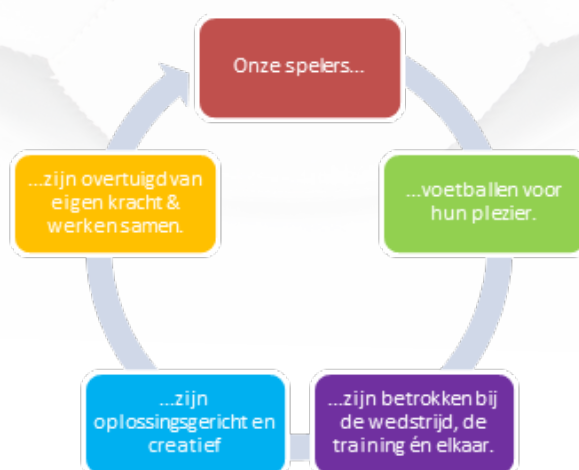 Onze spelers...
...voetballen voor
hun plezier.
...zijn betrokken bij
de wedstrijd, de
training én elkaar.
...zijn
oplossingsgericht en
creatief
...zijn overtuigd van
eigen kracht &
werken samen.